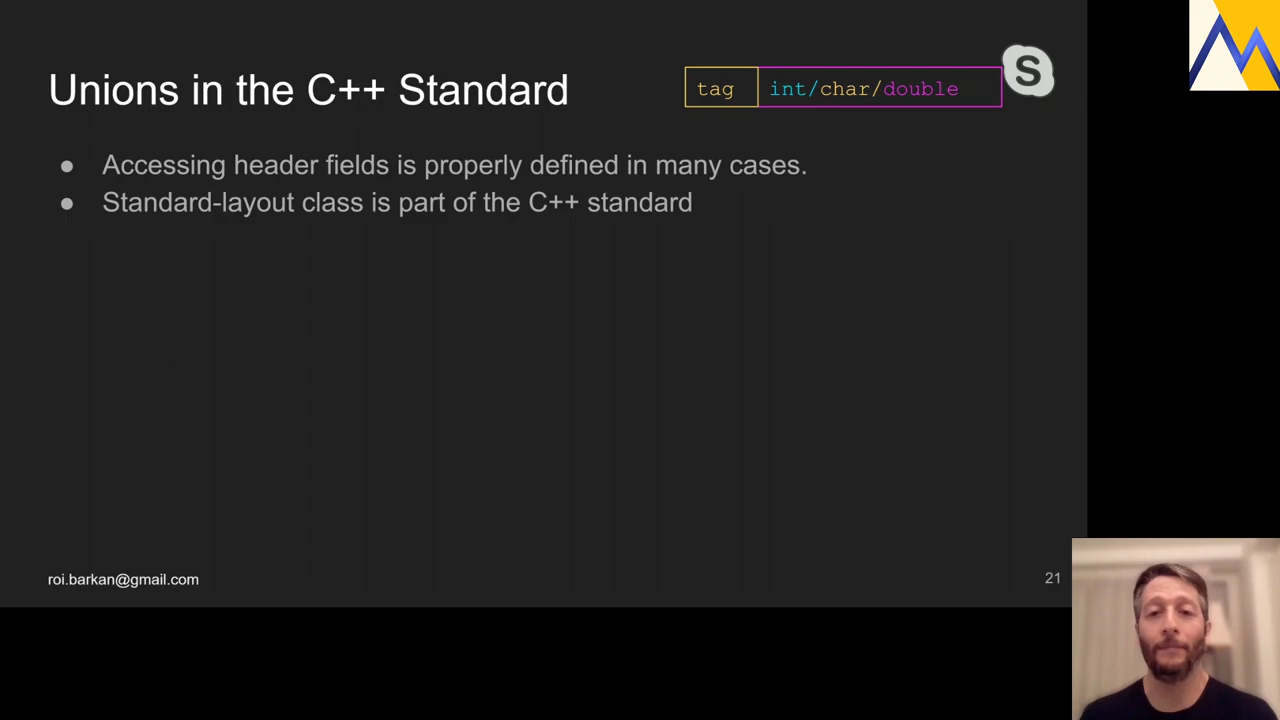 Unions in the C++ Standard
tag int/char/double
S
● Accessing header fields is properly defined in many cases.
● Standard-layout class is part of the C++ standard
roi.barkan@gmail.com
21